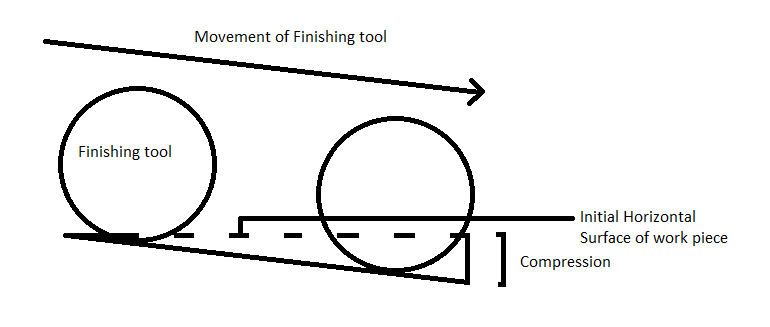 Movement of Finishing tool
Finishing tool
Initial Horizontal
Surface of work piece
Compression